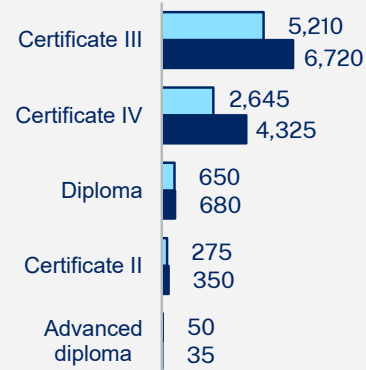 Certificate III
5,210
6,720
Certificate IV
2,645
4,325
Diploma
650
680
Certificate II
275
350
Advanced
diploma
50
35